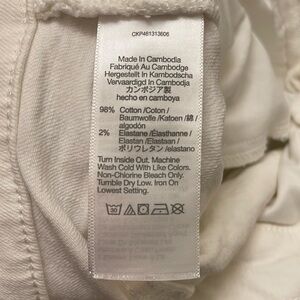 CKP461313606
Made In Cambodia
Fabriqué Au Cambodge
Hergestellt In Kambodscha
Vervaardigd In Cambodja
カンボジア製
hecho en camboya
98% Cotton /Coton /
Baumwolle /Katoen /綿 /
algodón
2% Elastane /Élasthanne /
Elastan /Elastaan /
ポリウレタン /elastano
Turn Inside Out. Machine
Wash Cold With Like Colors.
Non-Chlorine Bleach Only.
Tumble Dry Low. Iron On
Lowest Setting.